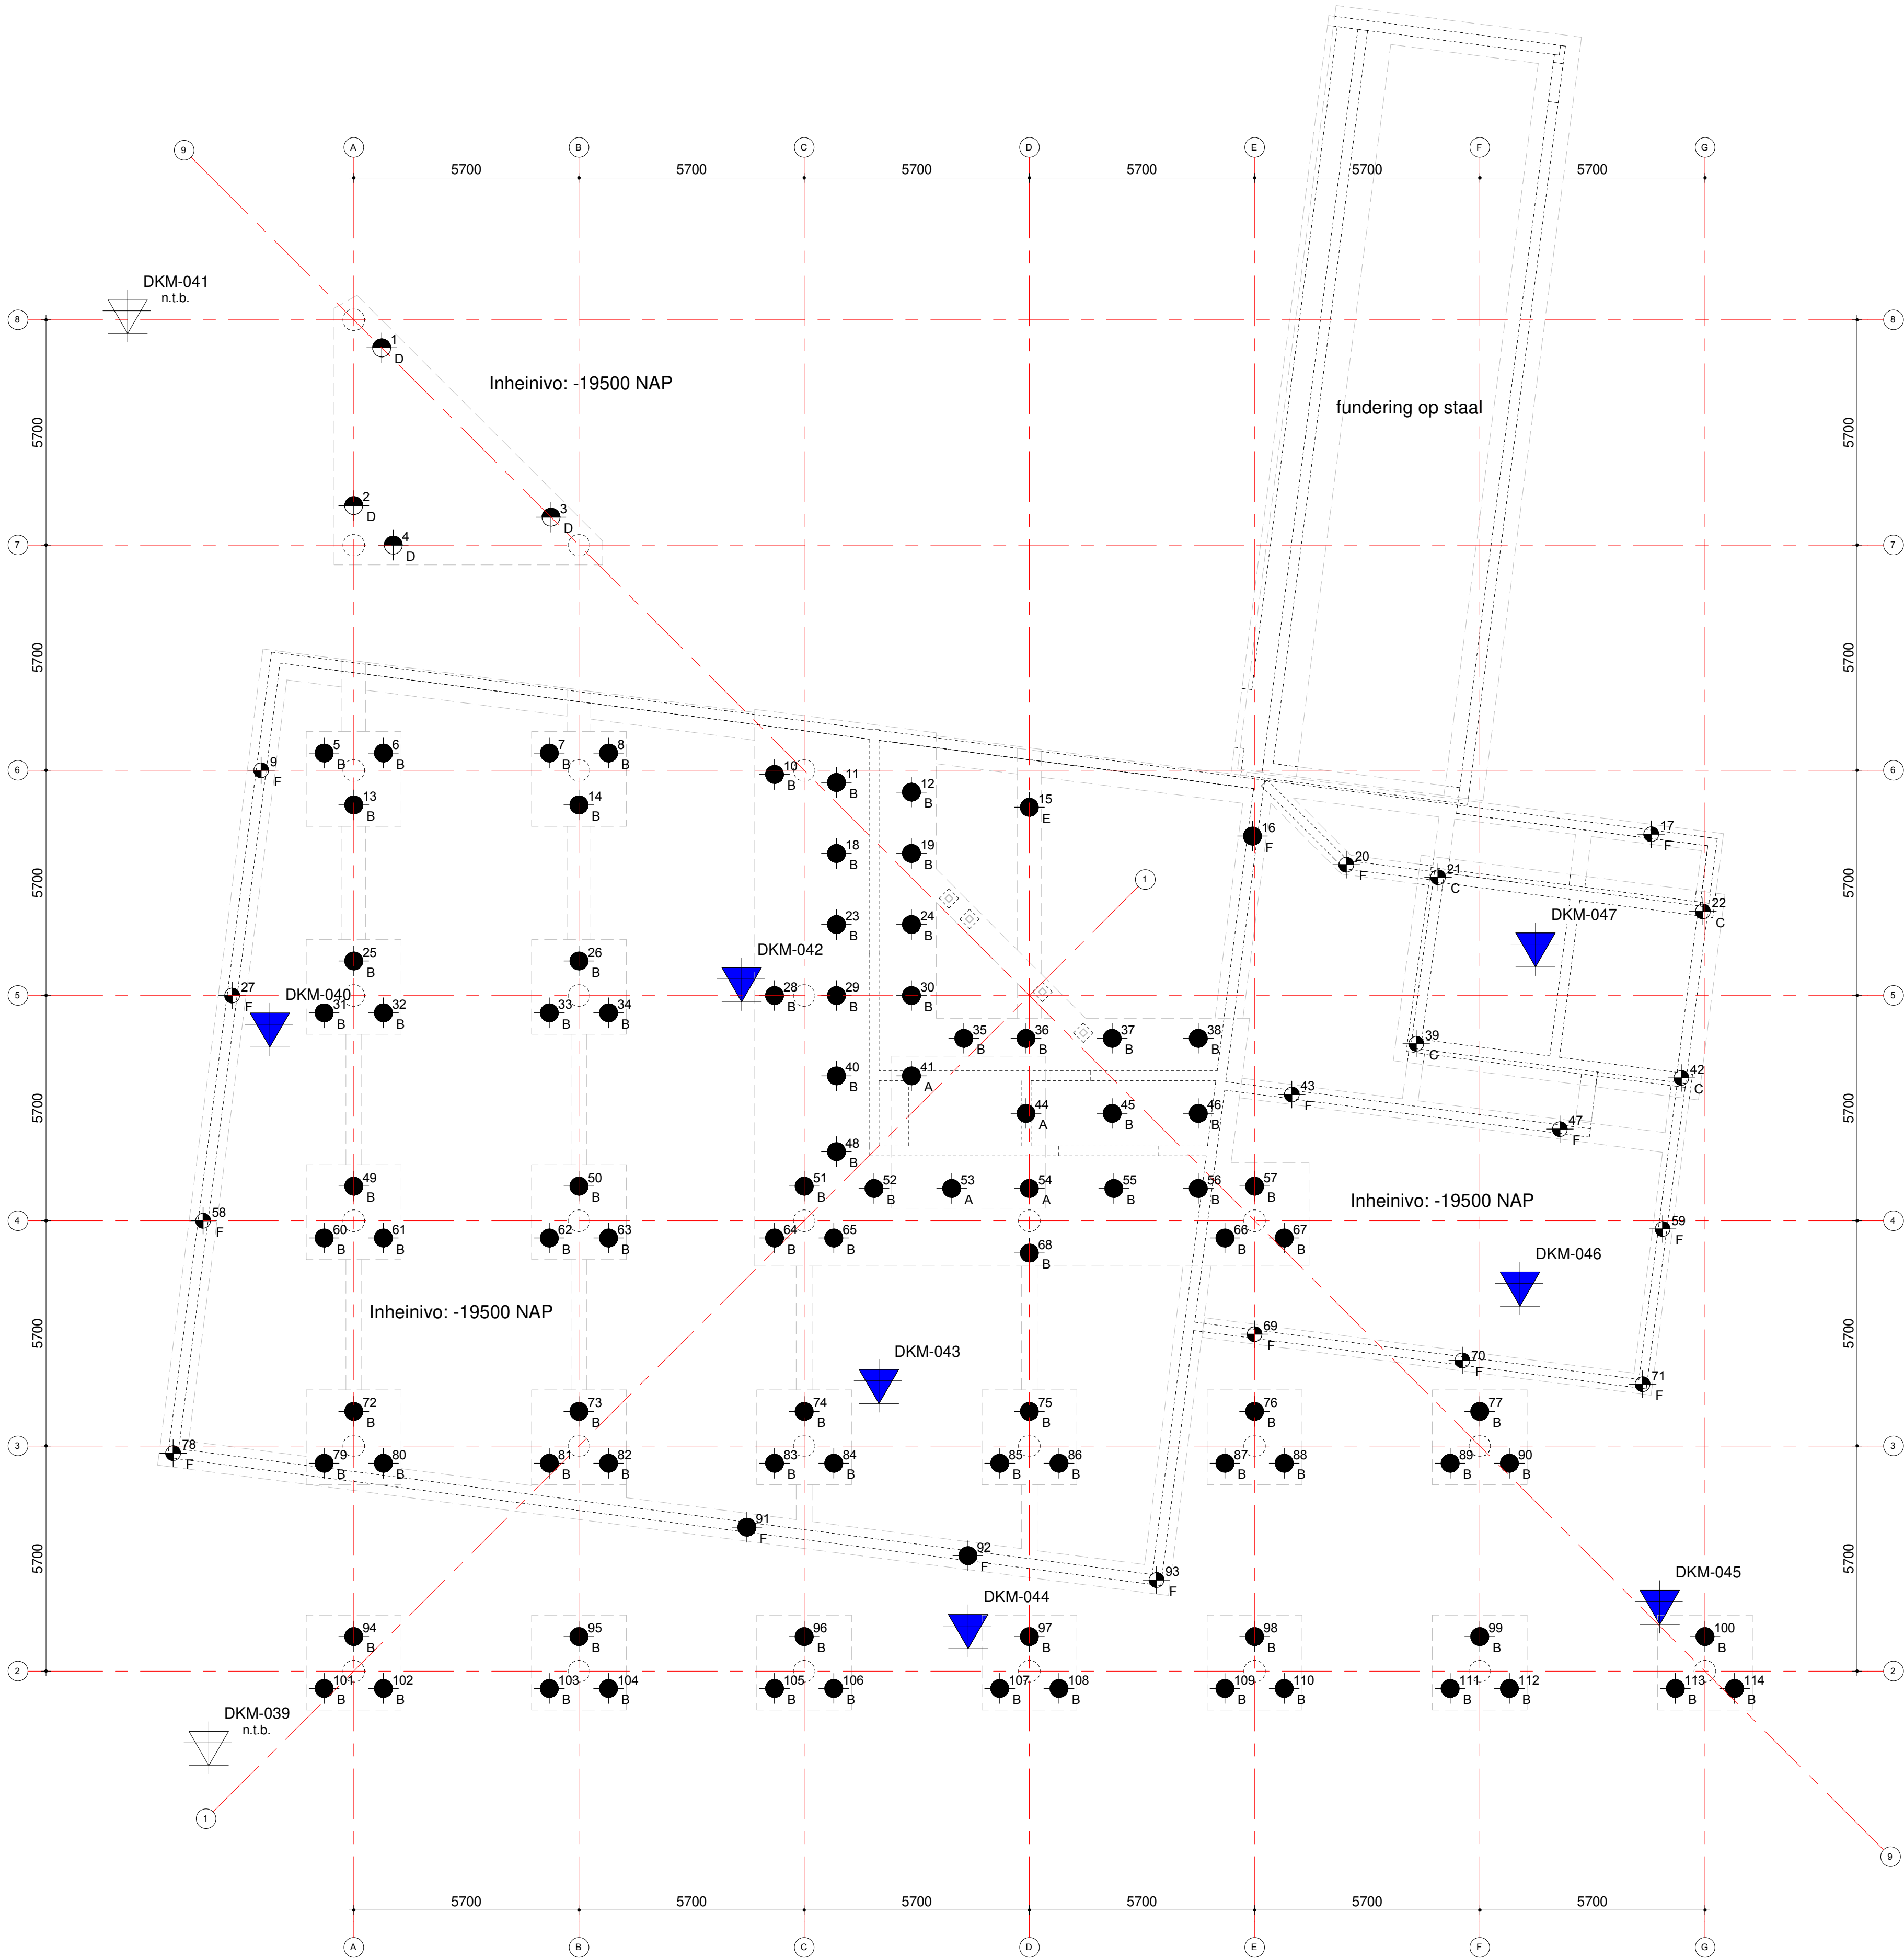 9
A
B
C
D
E
F
G
5700
5700
5700
5700
5700
5700
DKM-041
n.t.b.
8
8
1
D
Inheinivo: -19500 NAP
fundering op staal
5700
5700
2
D
3
D
4
D
7
7
5700
5700
5
B
6
B
7
B
8
B
9
F
6
6
10
B
11
B
12
B
13
B
14
B
15
E
16
F
17
F
18
B
19
B
20
F
21
C
22
C
1
5700
5700
23
B
24
B
DKM-047
DKM-042
25
B
26
B
27
F
DKM-040
5
5
28
B
29
B
30
B
31
B
32
B
33
B
34
B
35
B
36
B
37
B
38
B
39
C
40
B
41
A
42
C
43
F
44
A
45
B
46
B
47
F
5700
5700
48
B
49
B
50
B
51
B
52
B
53
A
54
A
55
B
56
B
57
B
Inheinivo: -19500 NAP
58
F
59
F
4
4
60
B
61
B
62
B
63
B
64
B
65
B
66
B
67
B
68
B
DKM-046
Inheinivo: -19500 NAP
5700
5700
69
F
DKM-043
70
F
71
F
72
B
73
B
74
B
75
B
76
B
77
B
78
F
3
3
79
B
80
B
81
B
82
B
83
B
84
B
85
B
86
B
87
B
88
B
89
B
90
B
91
F
92
F
93
F
5700
5700
DKM-044
DKM-045
94
B
95
B
96
B
97
B
98
B
99
B
100
B
2
2
101
B
102
B
103
B
104
B
105
B
106
B
107
B
108
B
109
B
110
B
111
B
112
B
113
B
114
B
DKM-039
n.t.b.
1
9
5700
5700
5700
5700
5700
5700
A
B
C
D
E
F
G